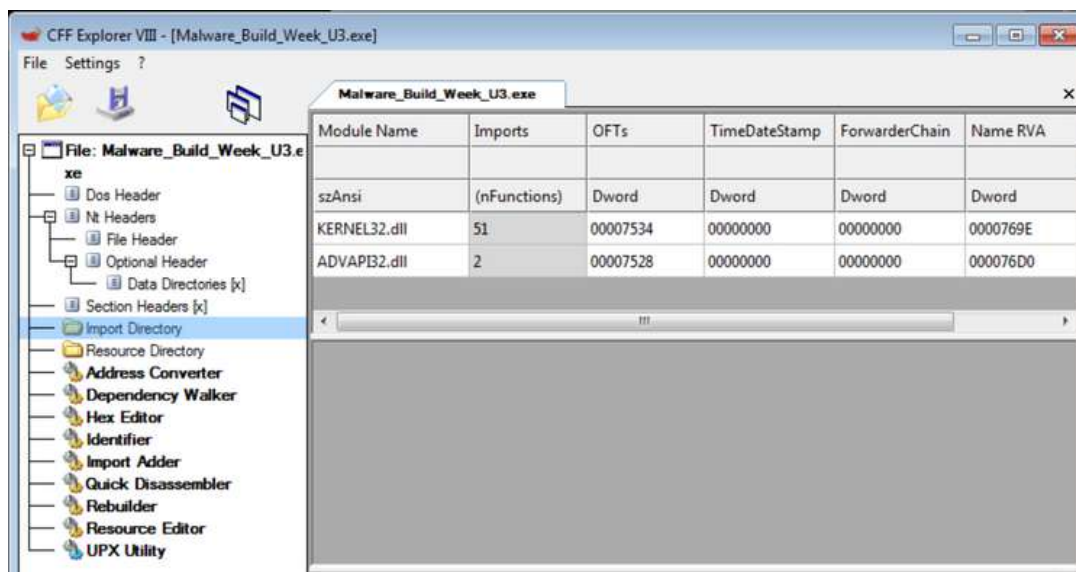 CFF Explorer VIII - [Malware_Build_Week_U3.exe]
File Settings ?
Malware_Build_Week_U3.exe
File: Malware_Build_Week_U3.e
xe
Dos Header
Nt Headers
File Header
Optional Header
Data Directories [x]
Section Headers [x]
Import Directory
Resource Directory
Address Converter
Dependency Walker
Hex Editor
Identifier
Import Adder
Quick Disassembler
Rebuilder
Resource Editor
UPX Utility
Module Name Imports OFTs TimeDateStamp ForwarderChain Name RVA
szAnsi (nFunctions) Dword Dword Dword Dword
KERNEL32.dll 51 00007534 00000000 00000000 0000769E
ADVAPI32.dll 2 00007528 00000000 00000000 000076D0